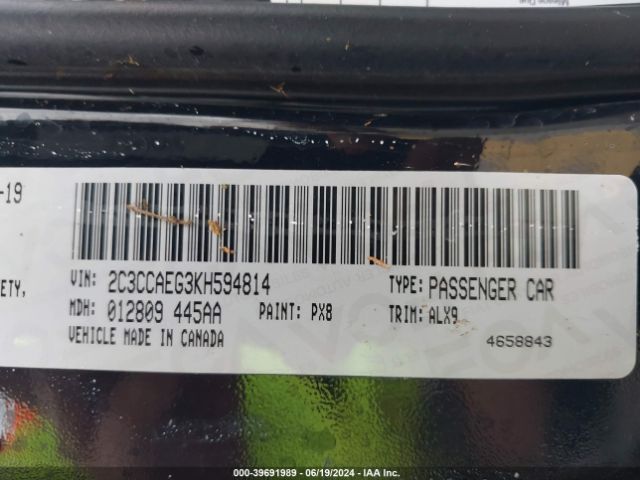 -19
VIN: 2C3CCAEG3KH594814
TYPE: PASSENGER CAR
ETY,
MDH: 012809 445AA
PAINT: PX8
TRIM: ALX9
VEHICLE MADE IN CANADA
4658843
000-39691989 - 06/19/2024 - IAA Inc.